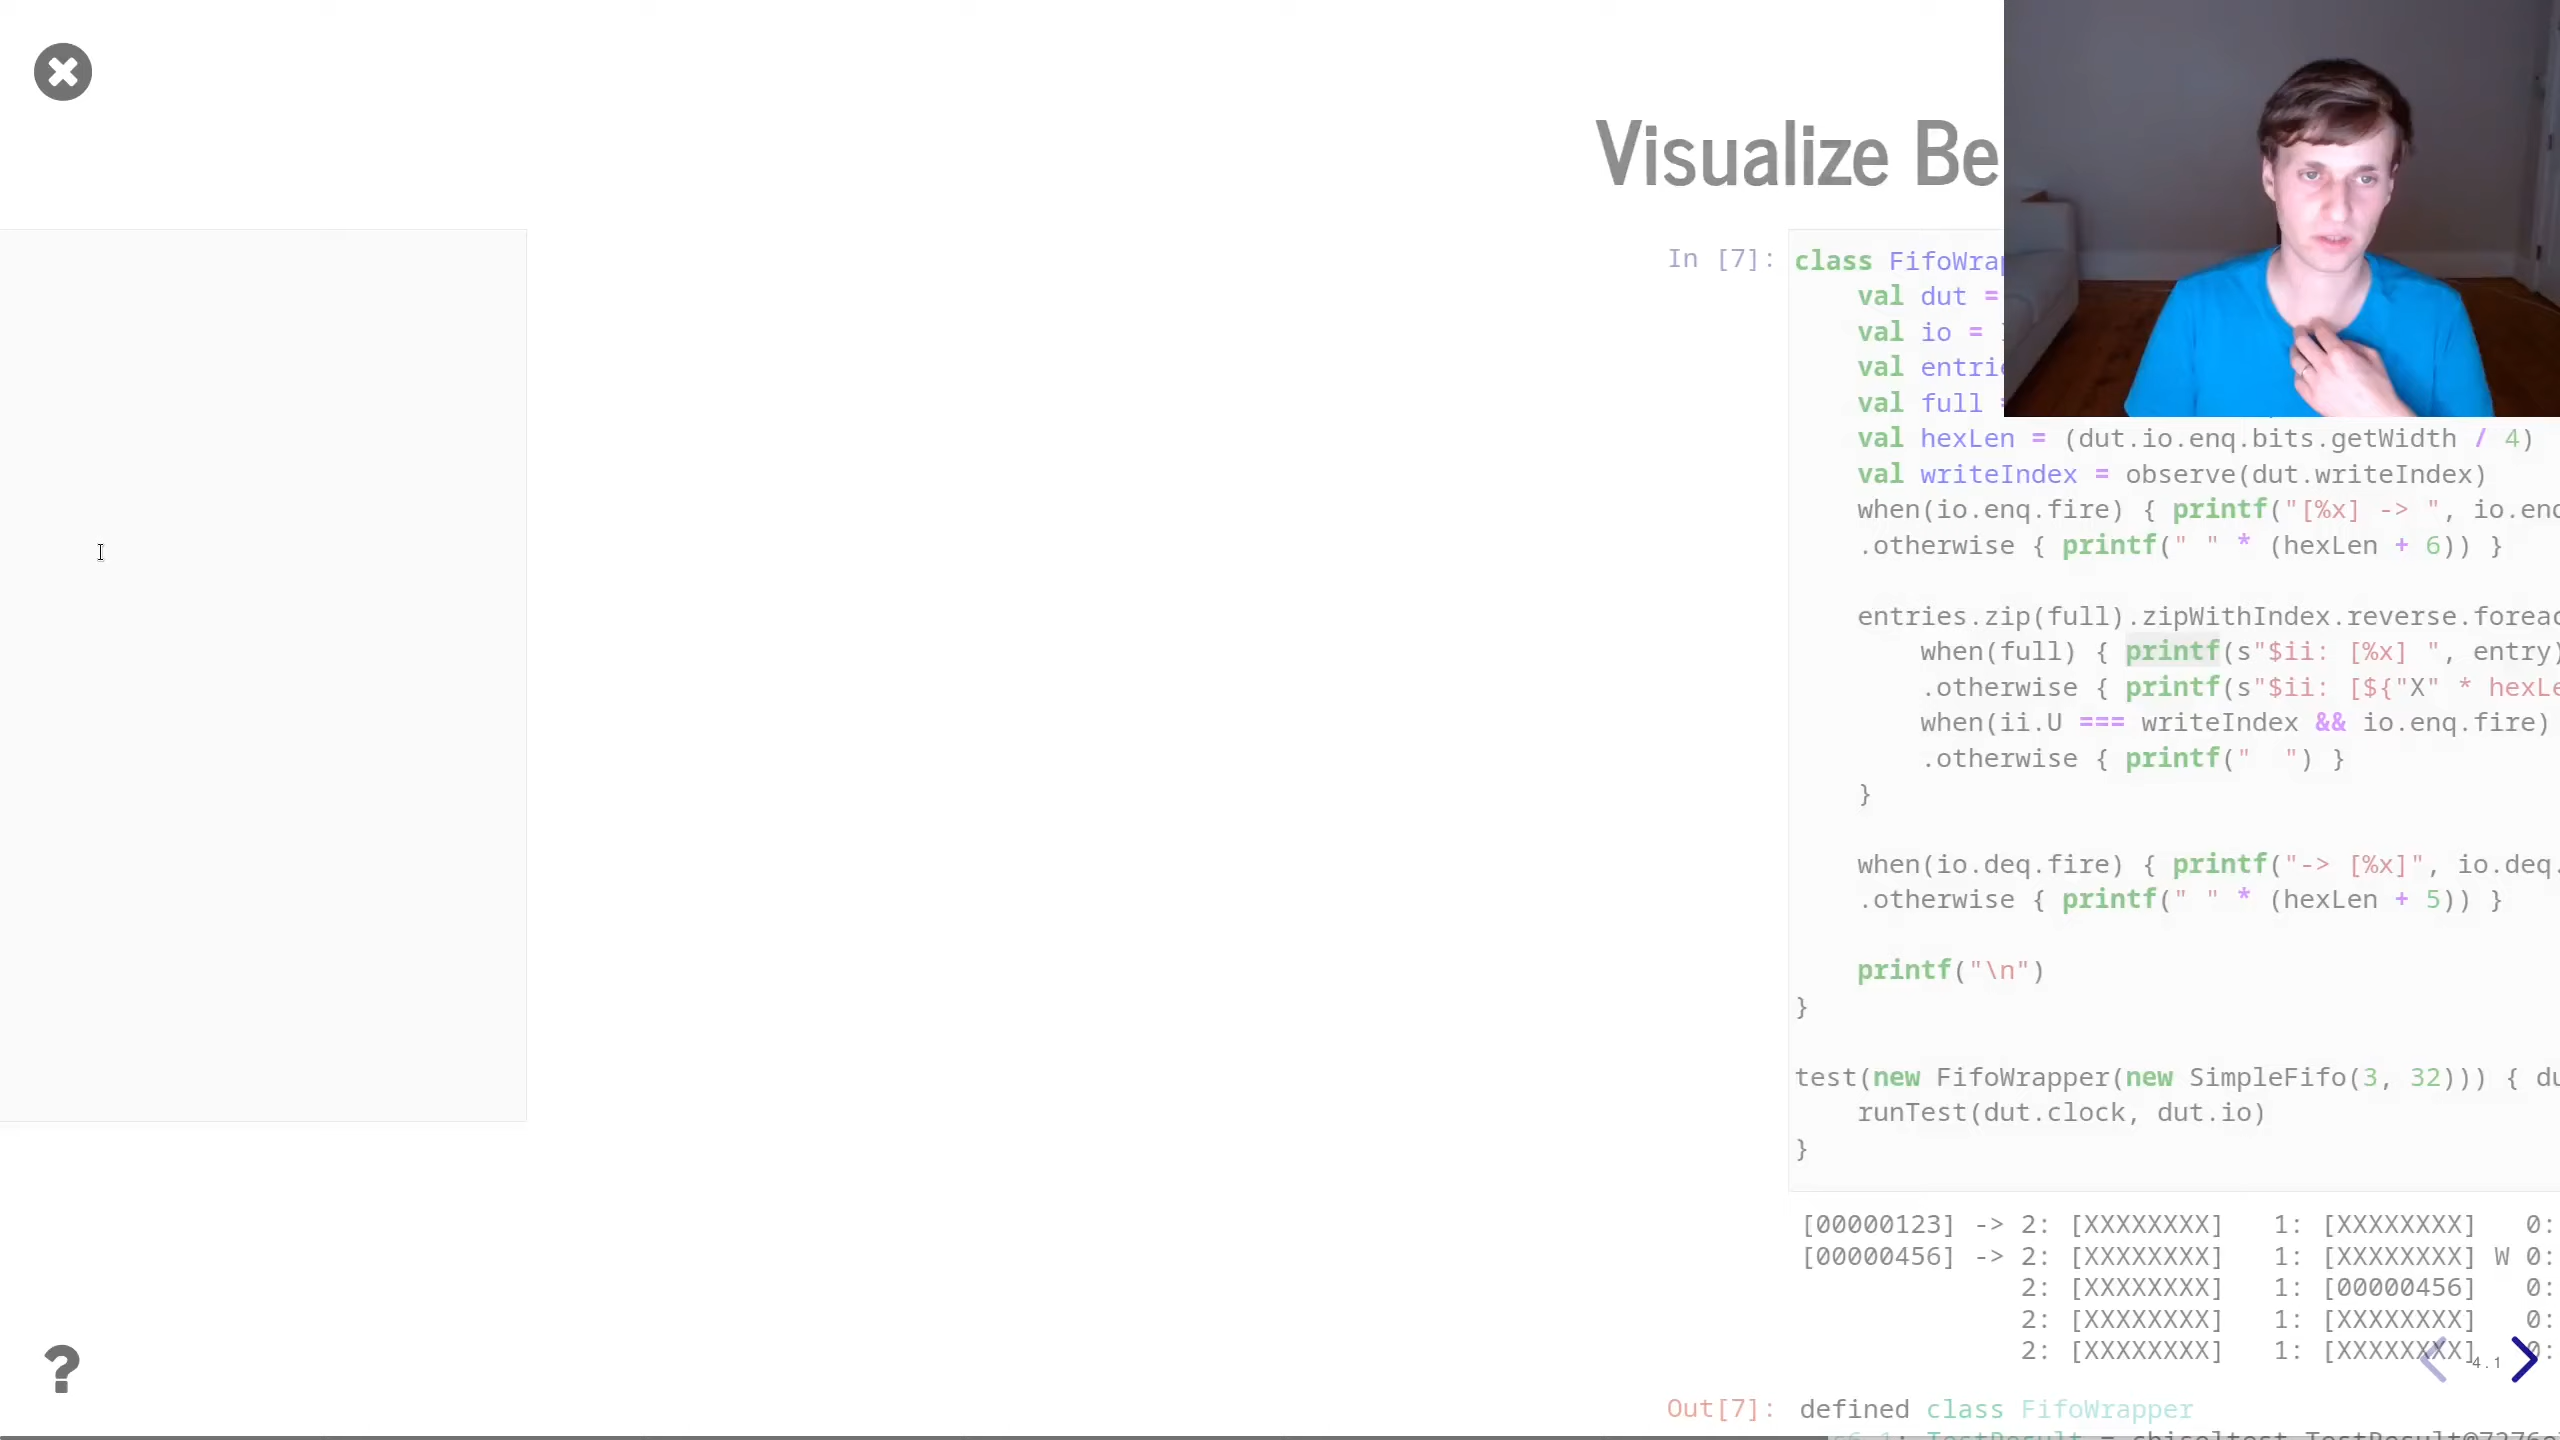 Visualize Be
In [7]:
class FifoWrap
val dut =
val io =
val entrie
val full
val hexLen = (dut.io.enq.bits.getWidth / 4)
val writeIndex = observe(dut.writeIndex)
when(io.enq.fire) { printf("[%x] -> ", io.enq
.otherwise { printf(" " * (hexLen + 6)) }
entries.zip(full).zipWithIndex.reverse.foreac
when(full) { printf(s"$ii: [%x] ", entry)
.otherwise { printf(s"$ii: [${"X" * hexLe
when(ii.U === writeIndex && io.enq.fire)
.otherwise { printf("  ") }
}
when(io.deq.fire) { printf("-> [%x]", io.deq.
.otherwise { printf(" " * (hexLen + 5)) }
printf("\n")
}
test(new FifoWrapper(new SimpleFifo(3, 32))) { du
runTest(dut.clock, dut.io)
}
[00000123] -> 2: [XXXXXXXX]   1: [XXXXXXXX]   0:
[00000456] -> 2: [XXXXXXXX]   1: [XXXXXXXX] W 0:
2: [XXXXXXXX]   1: [00000456]   0:
2: [XXXXXXXX]   1: [XXXXXXXX]   0:
2: [XXXXXXXX]   1: [XXXXXXXX]   0:
4.1
Out[7]: defined class FifoWrapper